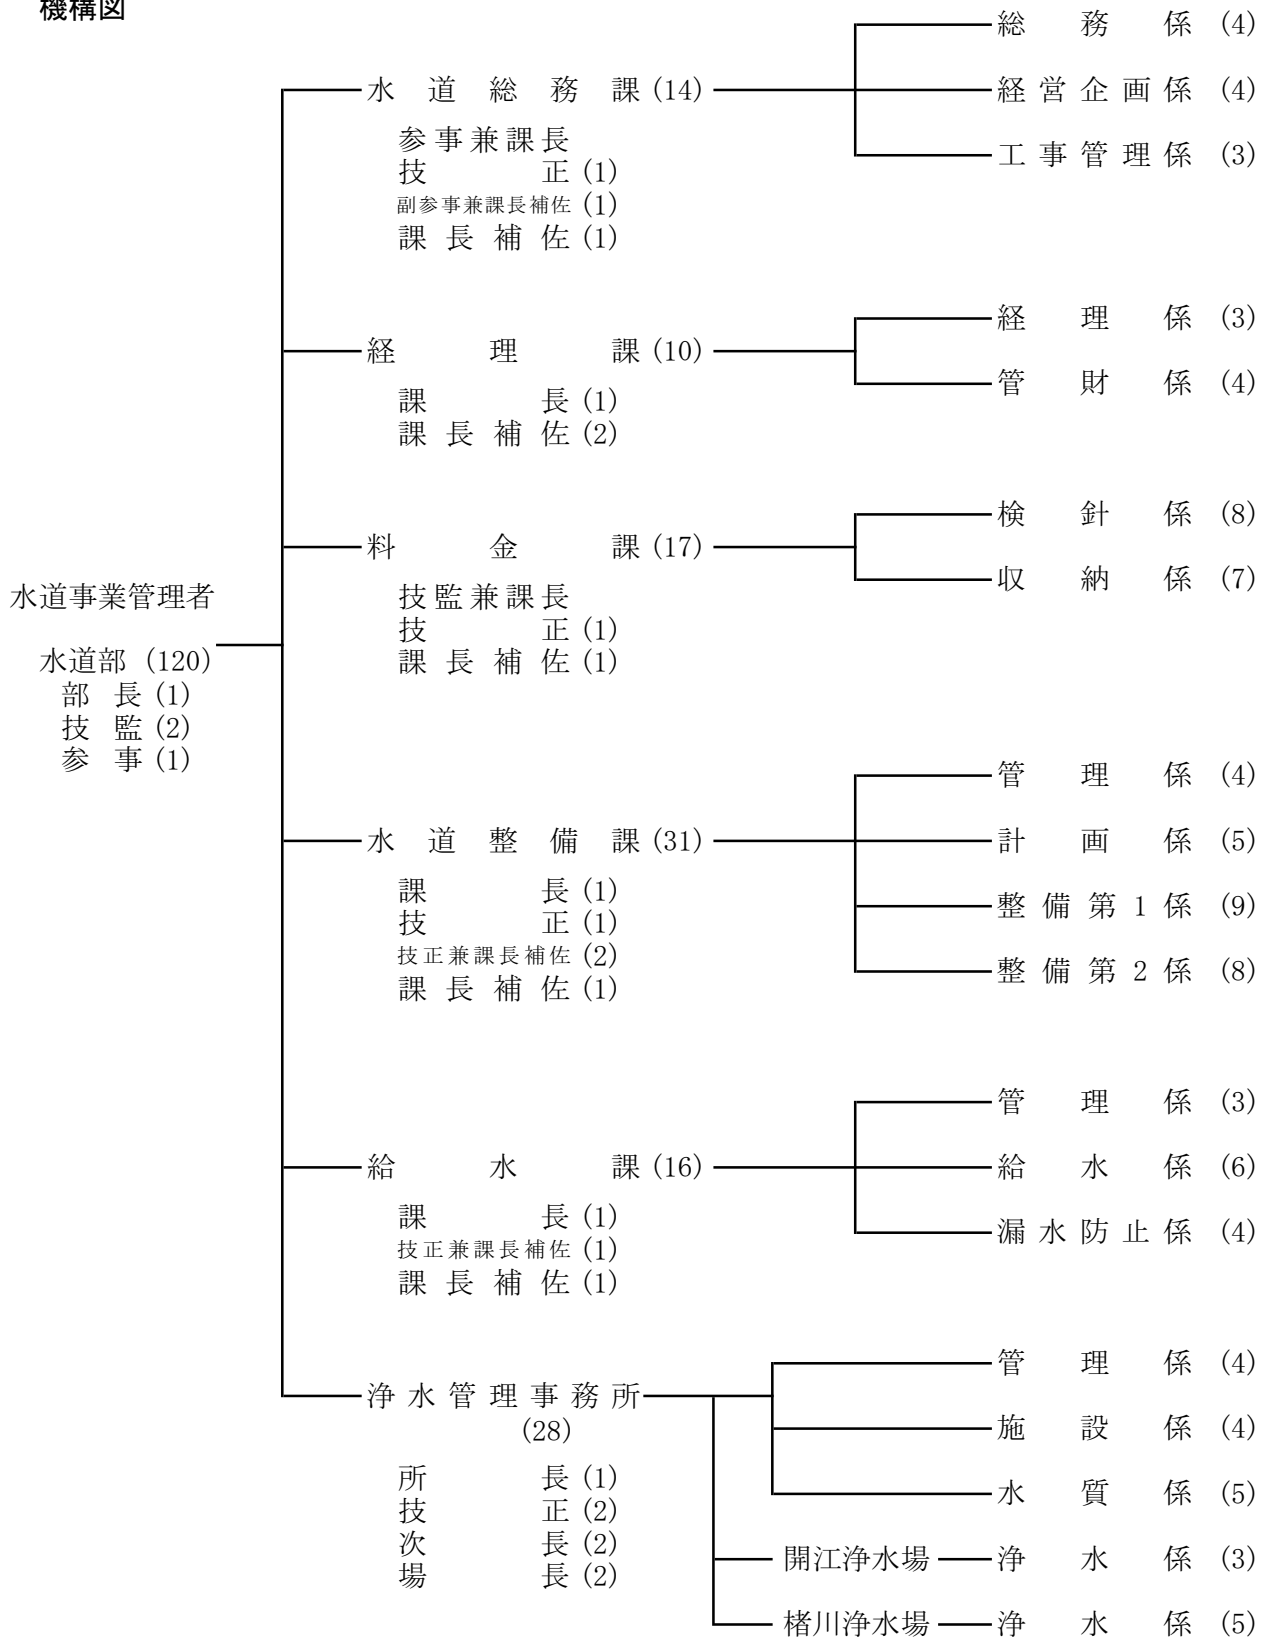 機構図
水道事業管理者
水道部 (120)
部長 (1)
技監 (2)
参事 (1)
水道総務課 (14)
参事兼課長
技正 (1)
副参事兼課長補佐 (1)
課長補佐 (1)
総務係 (4)
経営企画係 (4)
工事管理係 (3)
経理課 (10)
課長 (1)
課長補佐 (2)
経理係 (3)
管財係 (4)
料金課 (17)
技監兼課長
技正 (1)
課長補佐 (1)
検針係 (8)
収納係 (7)
水道整備課 (31)
課長 (1)
技正 (1)
技正兼課長補佐 (2)
課長補佐 (1)
管理係 (4)
計画係 (5)
整備第1係 (9)
整備第2係 (8)
給水課 (16)
課長 (1)
技正兼課長補佐 (1)
課長補佐 (1)
管理係 (3)
給水係 (6)
漏水防止係 (4)
浄水管理事務所
(28)
所長 (1)
技正 (2)
次長 (2)
場長 (2)
管理係 (4)
施設係 (4)
水質係 (5)
開江浄水場 浄水係 (3)
楮川浄水場 浄水係 (5)